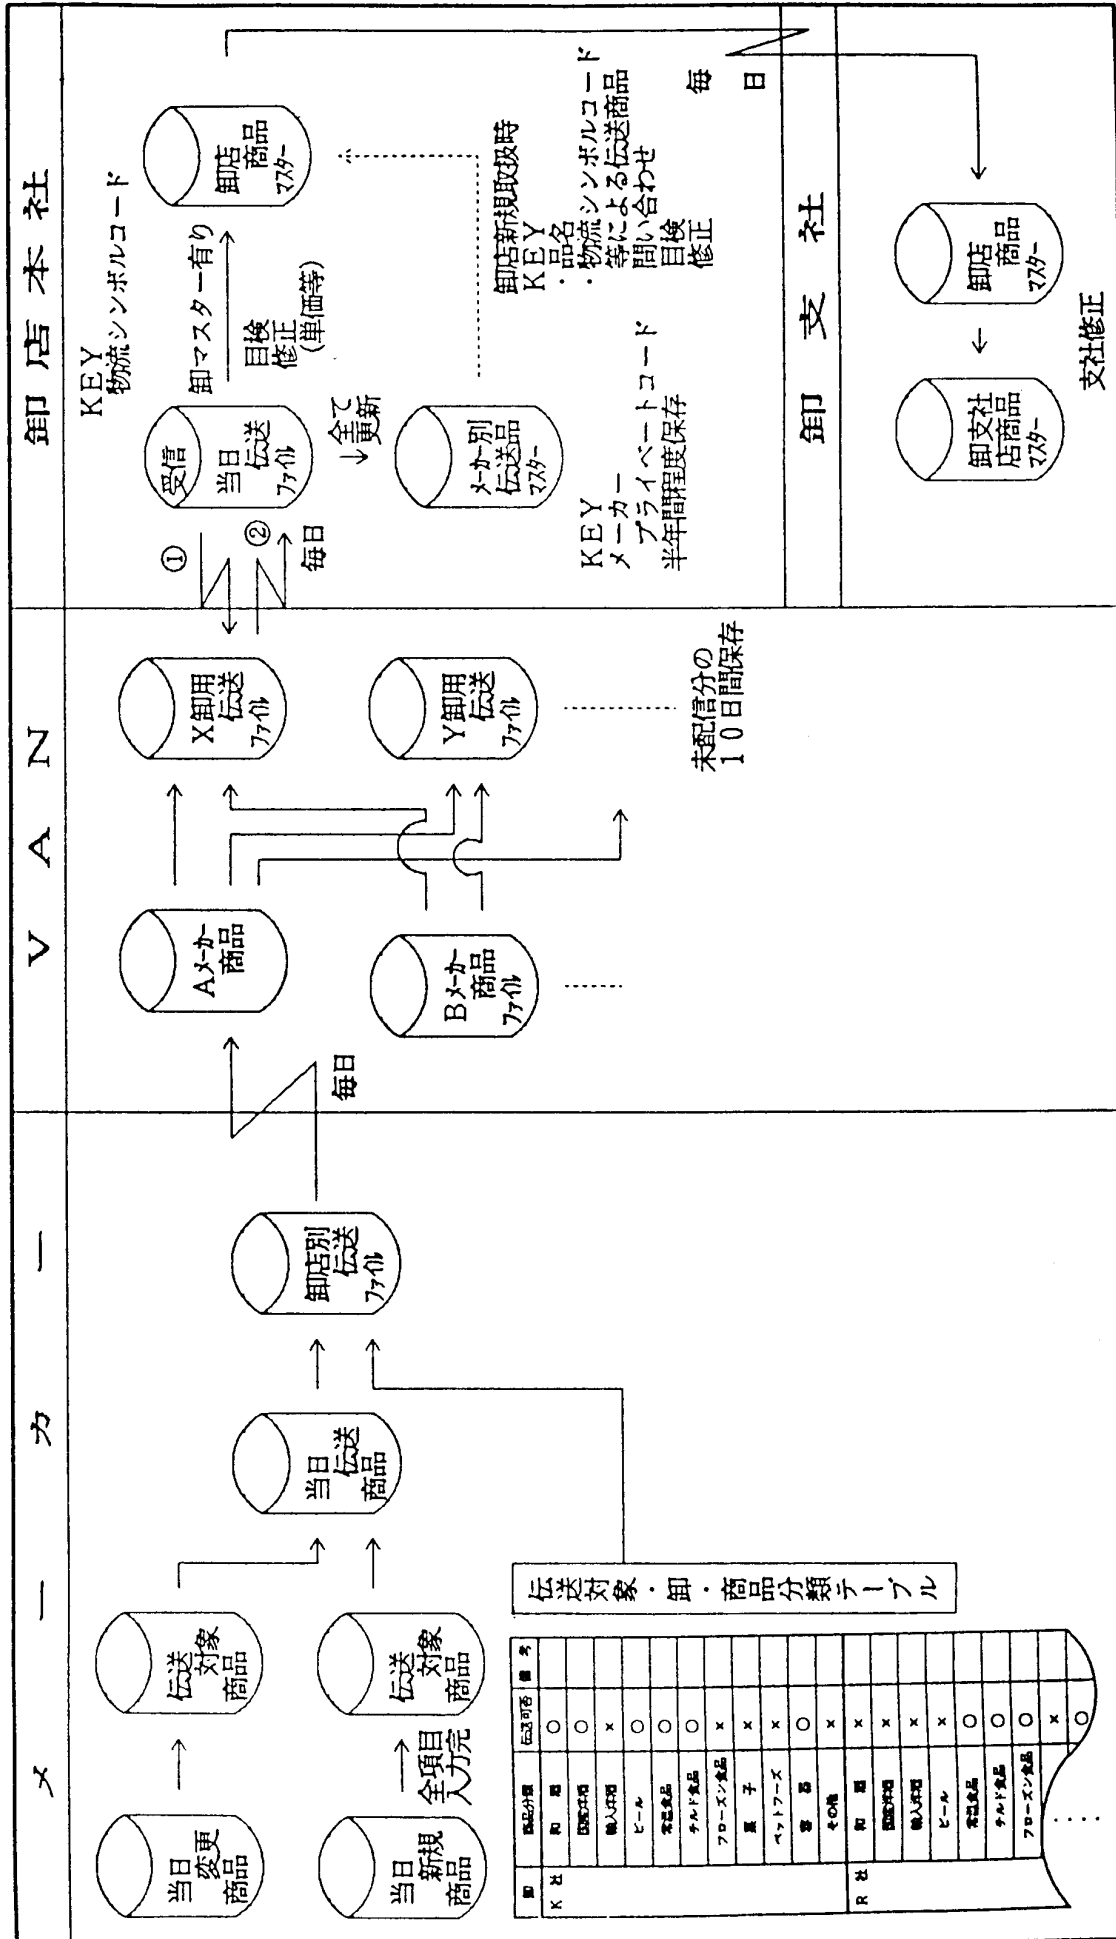 メーカー
当日
変更
商品
伝送
対象
商品
当日
新規
商品
全項目
入力完
伝送
対象
商品
当日
伝送
商品
卸店別
伝送
ファイル
伝送対象・卸・商品分類テーブル
卸 商品分類 伝送可否 備考
K社 和酒 ○
国産洋酒 ○
輸入洋酒 ×
ビール ○
常温食品 ○
チルド食品 ○
フローズン食品 ×
菓子 ×
ペットフーズ ×
容器 ○
その他 ×
R社 和酒 ×
国産洋酒 ×
輸入洋酒 ×
ビール ×
常温食品 ○
チルド食品 ○
フローズン食品 ○
×
○
VAN
毎日
Aメーカー
商品
Bメーカー
商品
ファイル
X卸用
伝送
ファイル
Y卸用
伝送
ファイル
未配信分の
10日間保存
卸店本社
KEY
物流シンボルコード
①
②
毎日
受信
当日
伝送
ファイル
卸マスター有り
目検
修正
(単価等)
卸店
商品
マスター
全て
更新
メーカー別
伝送品
マスター
KEY
メーカー
プライベートコード
半年間程度保存
卸店新規取扱時
KEY
・品名
・物流シンボルコード
等による伝送商品
問い合わせ
目検
修正
毎日
卸支社
卸店
商品
マスター
卸支社
店商品
マスター
支社修正